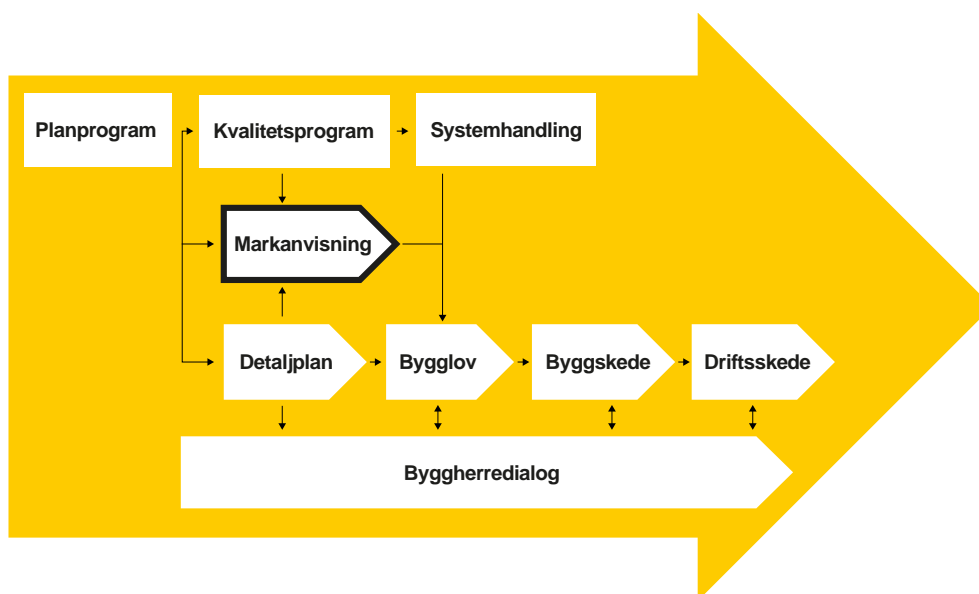 Planprogram
Kvalitetsprogram
Systemhandling
Markanvisning
Detaljplan
Bygglov
Byggskede
Driftsskede
Byggherredialog